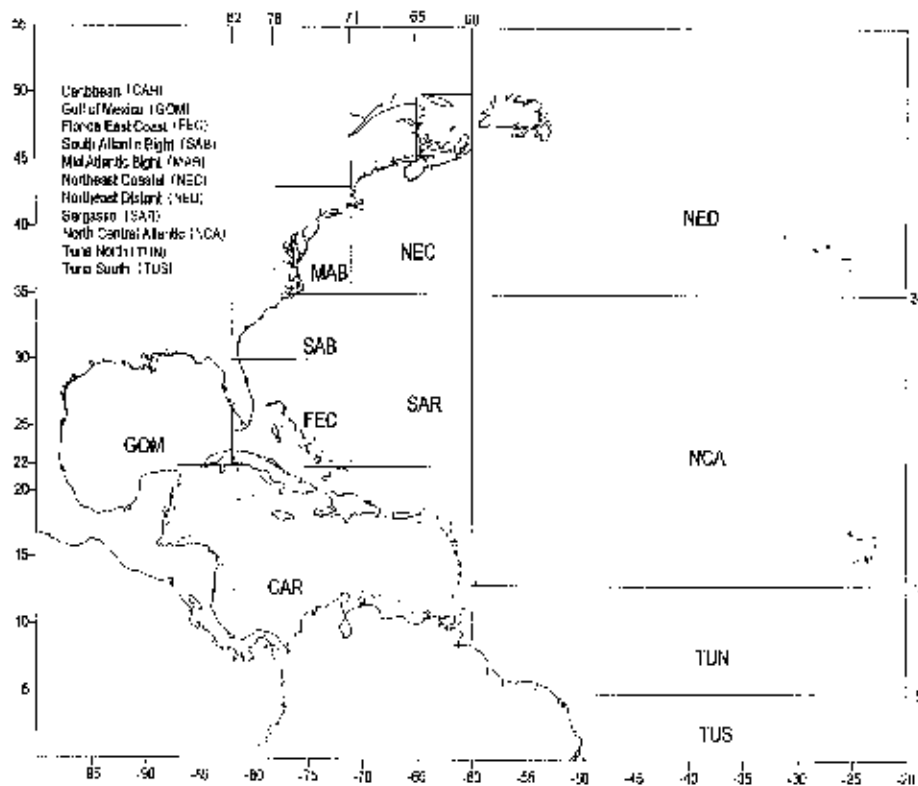 82 78 71 65 60
55
50
45
40
35
30
25
22
20
15
10
5
Caribbean (CAR)
Gulf of Mexico (GOM)
Florida East Coast (FEC)
South Atlantic Bight (SAB)
Mid Atlantic Bight (MAB)
Northeast Coastal (NEC)
Northeast Distant (NED)
Sargasso (SAR)
North Central Atlantic (NCA)
Tuna North (TUN)
Tuna South (TUS)
NED
NEC
MAB
SAB
SAR
FEC
GOM
NCA
CAR
TUN
TUS
-90 -80 -75 -70 -65 -60 -55 -50 -45 -40 -35 -30 -25 -20